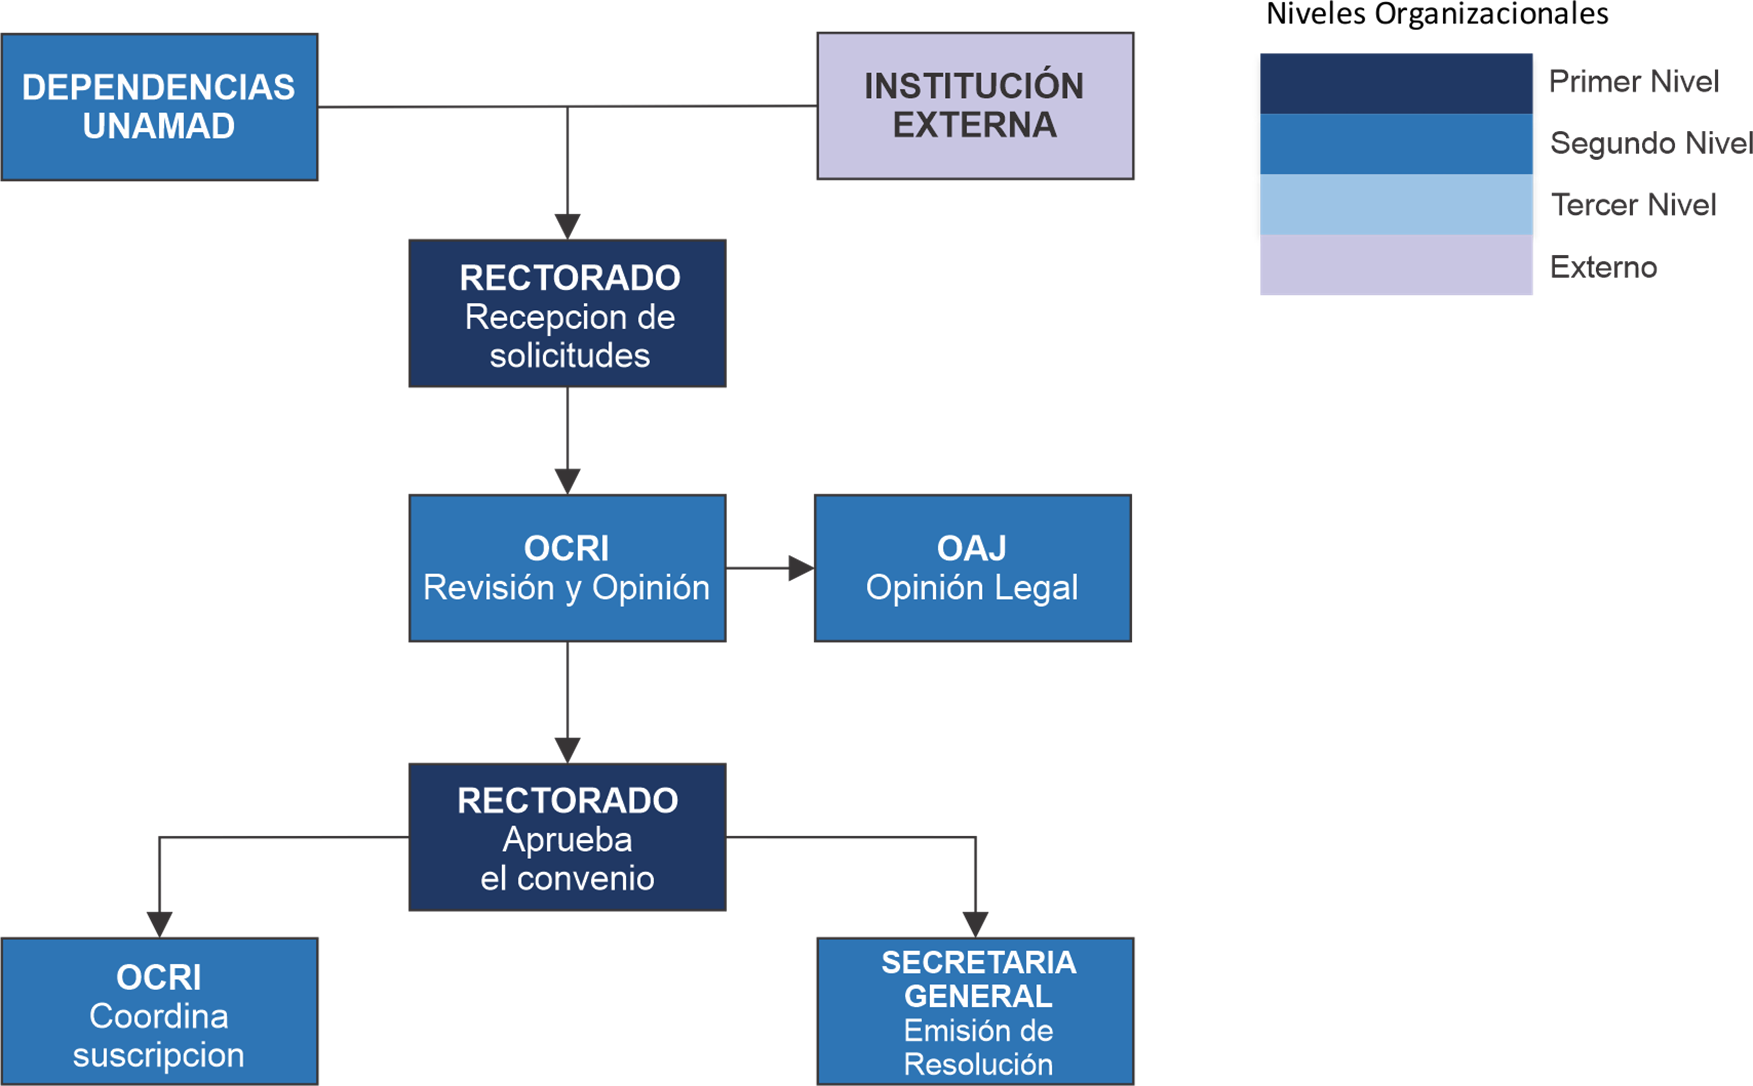 Niveles Organizacionales
Primer Nivel
Segundo Nivel
Tercer Nivel
Externo
DEPENDENCIAS
UNAMAD
INSTITUCIÓN
EXTERNA
RECTORADO
Recepcion de
solicitudes
OCRI
Revisión y Opinión
OAJ
Opinión Legal
RECTORADO
Aprueba
el convenio
OCRI
Coordina
suscripcion
SECRETARIA
GENERAL
Emisión de
Resolución